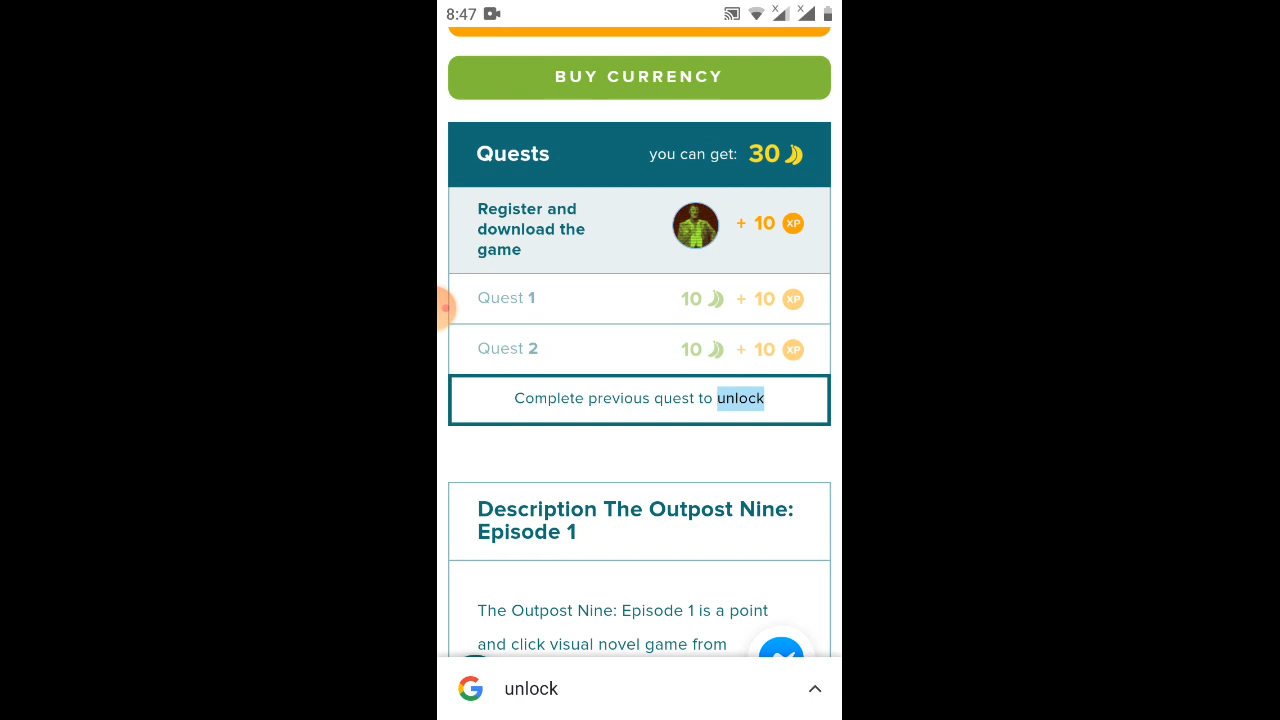 8:47
BUY CURRENCY
Quests you can get: 30
Register and
download the
game
+ 10 XP
Quest 1 10 + 10 XP
Quest 2 10 + 10 XP
Complete previous quest to unlock
Description The Outpost Nine:
Episode 1
The Outpost Nine: Episode 1 is a point
and click visual novel game from
unlock